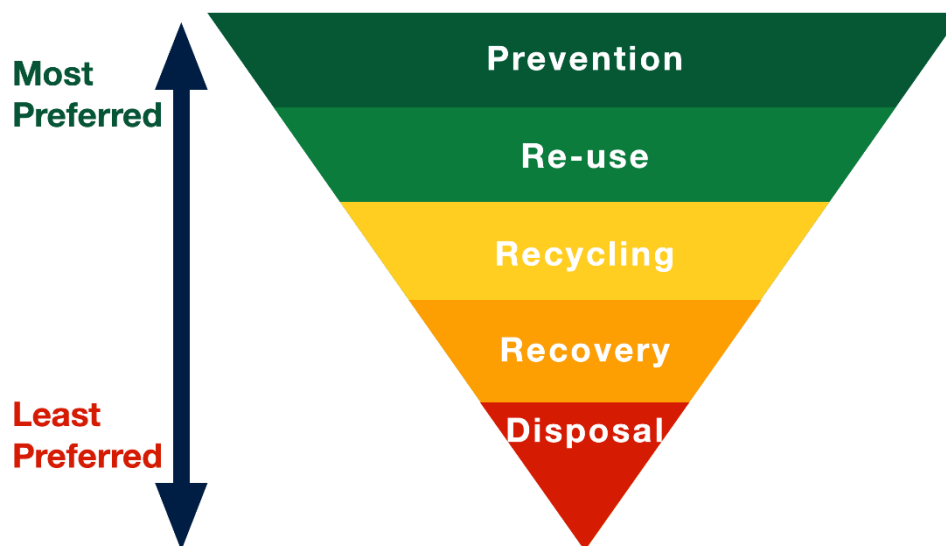 Most
Preferred
Prevention
Re-use
Recycling
Recovery
Disposal
Least
Preferred